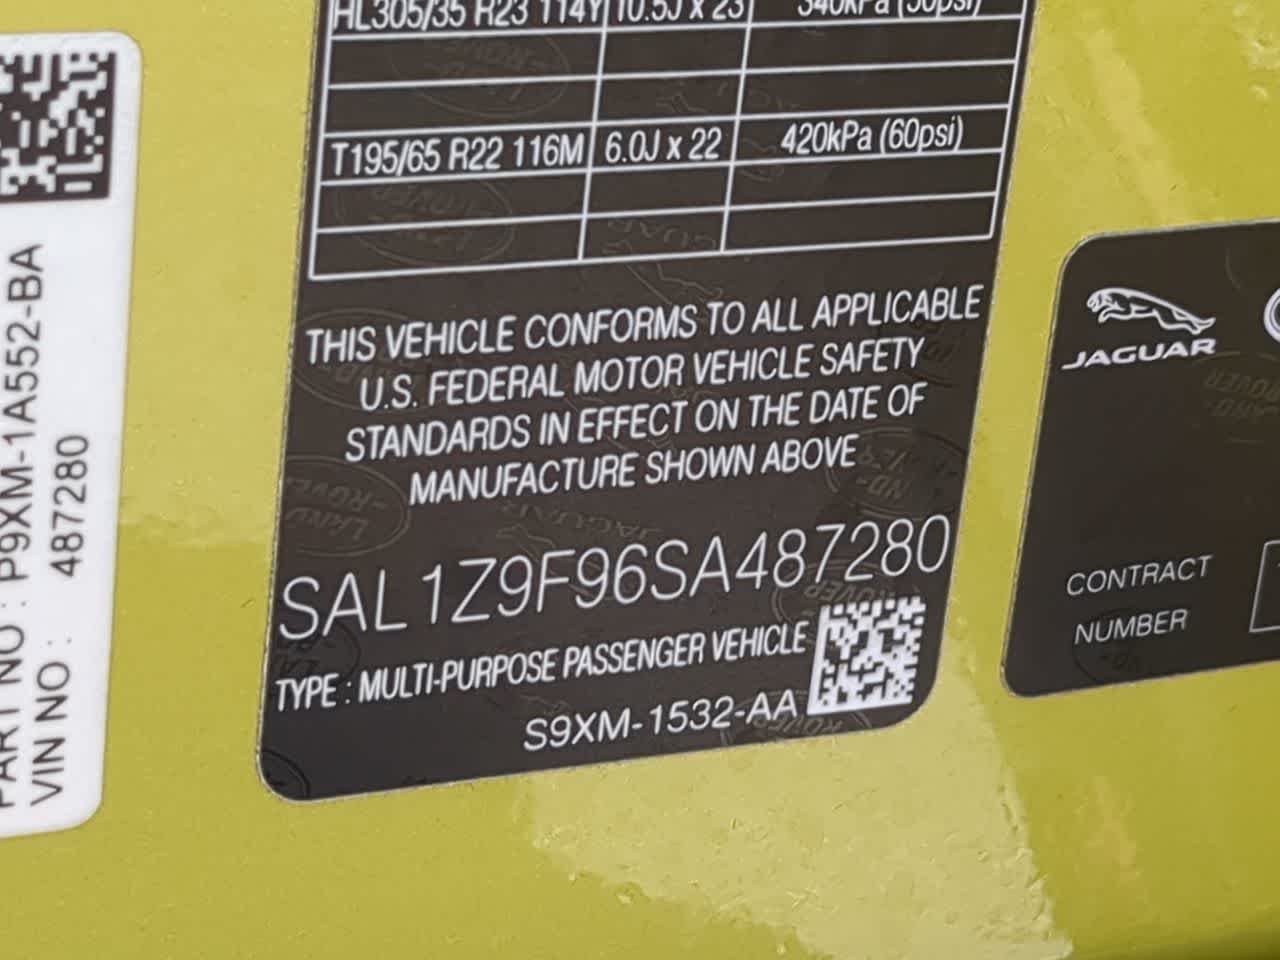 HL305/35 R23 114Y 10.5J x 23 340kPa (50psi)
T195/65 R22 116M 6.0J x 22 420kPa (60psi)
THIS VEHICLE CONFORMS TO ALL APPLICABLE
U.S. FEDERAL MOTOR VEHICLE SAFETY
STANDARDS IN EFFECT ON THE DATE OF
MANUFACTURE SHOWN ABOVE
SAL1Z9F96SA487280
TYPE : MULTI-PURPOSE PASSENGER VEHICLE
S9XM-1532-AA
PART NO : P9XM-1A552-BA
VIN NO : 487280
JAGUAR
CONTRACT
NUMBER